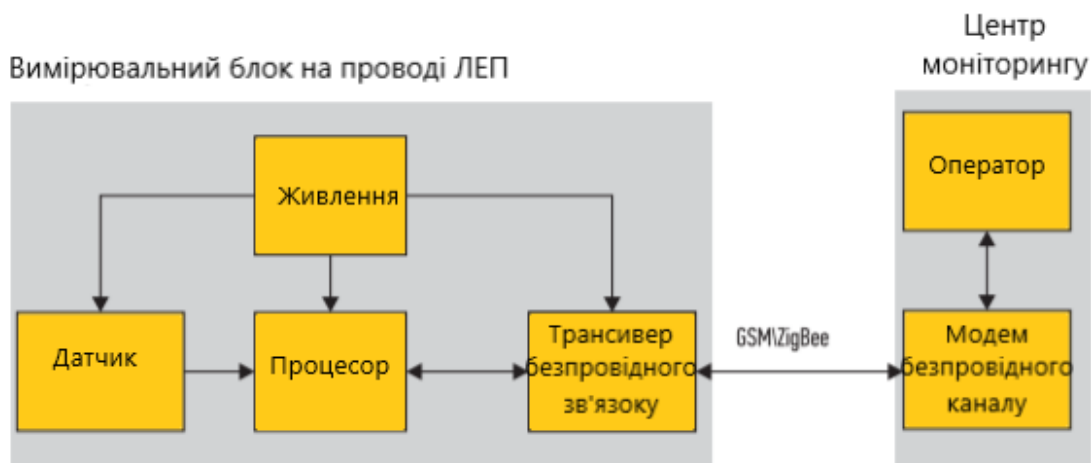 Центр
моніторингу
Вимірювальний блок на проводі ЛЕП
Живлення
Оператор
Датчик
Процесор
Трансивер
безпровідного
зв'язоку
GSM\ZigBee
Модем
безпровідного
каналу